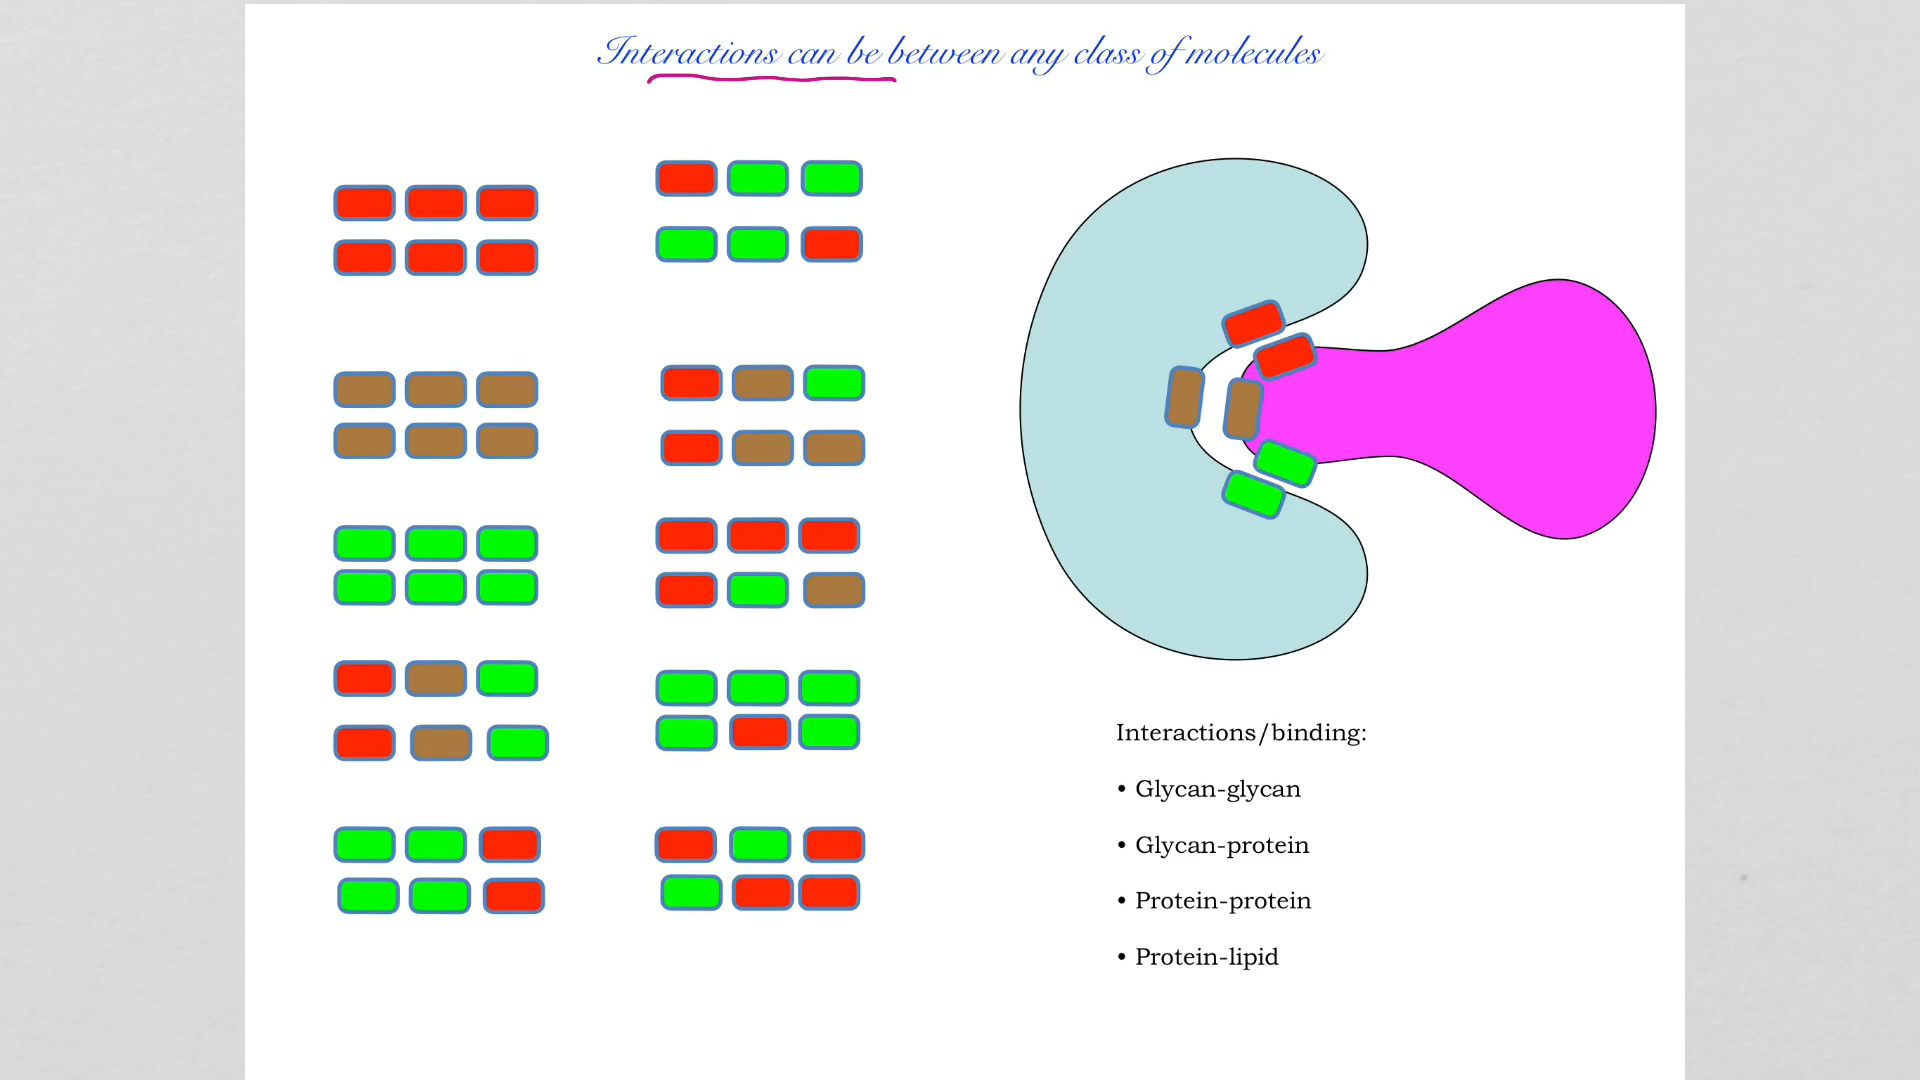 Interactions can be between any class of molecules
Interactions/binding:
• Glycan-glycan
• Glycan-protein
• Protein-protein
• Protein-lipid